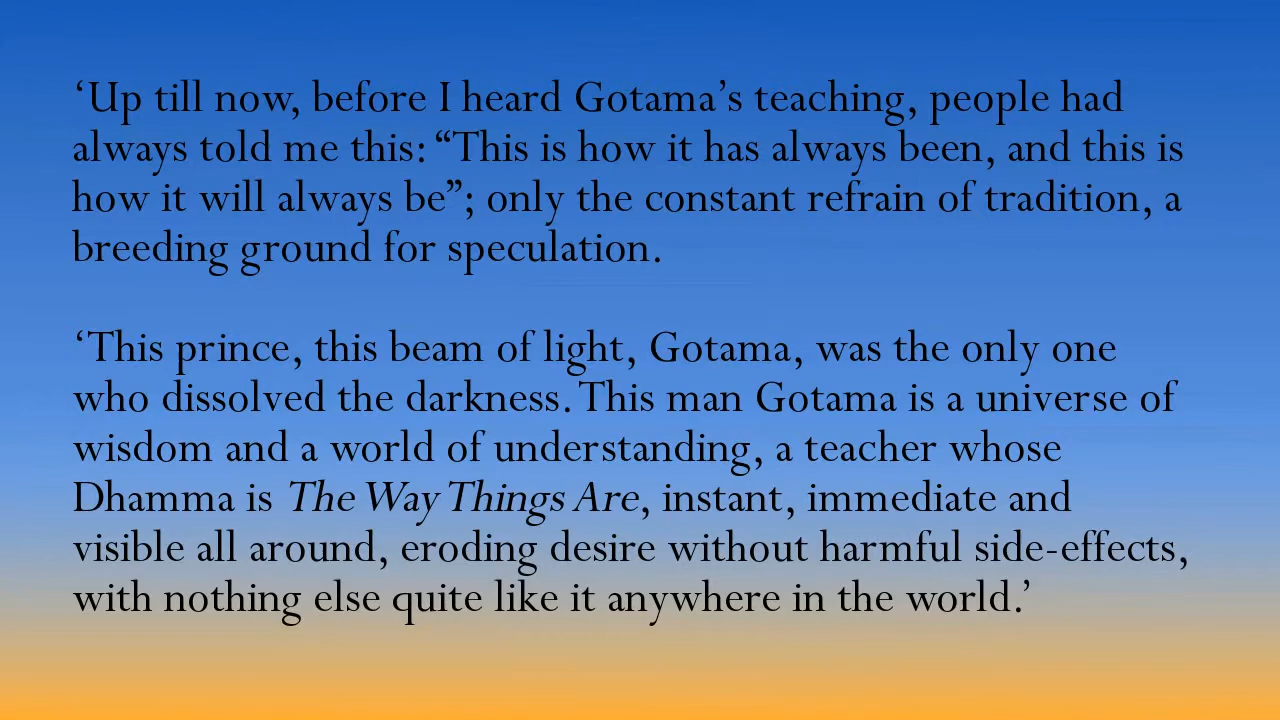 ‘Up till now, before I heard Gotama’s teaching, people had
always told me this: “This is how it has always been, and this is
how it will always be”; only the constant refrain of tradition, a
breeding ground for speculation.
‘This prince, this beam of light, Gotama, was the only one
who dissolved the darkness. This man Gotama is a universe of
wisdom and a world of understanding, a teacher whose
Dhamma is The Way Things Are, instant, immediate and
visible all around, eroding desire without harmful side-effects,
with nothing else quite like it anywhere in the world.’